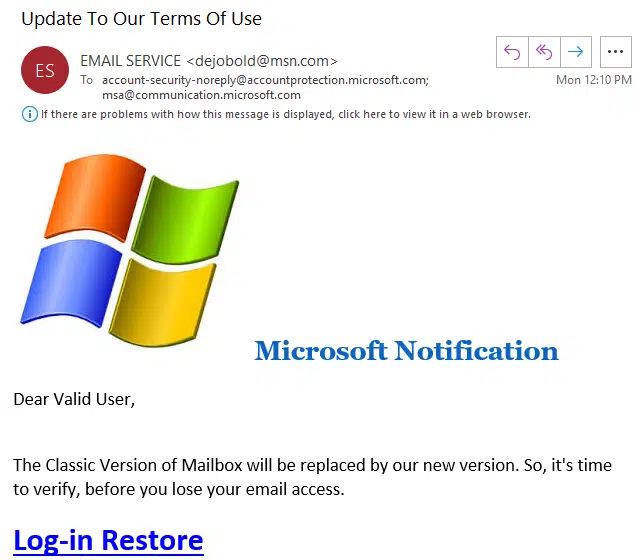 Update To Our Terms Of Use
ES
EMAIL SERVICE <dejobold@msn.com>
To account-security-noreply@accountprotection.microsoft.com;
msa@communication.microsoft.com
Mon 12:10 PM
If there are problems with how this message is displayed, click here to view it in a web browser.
Microsoft Notification
Dear Valid User,
The Classic Version of Mailbox will be replaced by our new version. So, it's time
to verify, before you lose your email access.
Log-in Restore